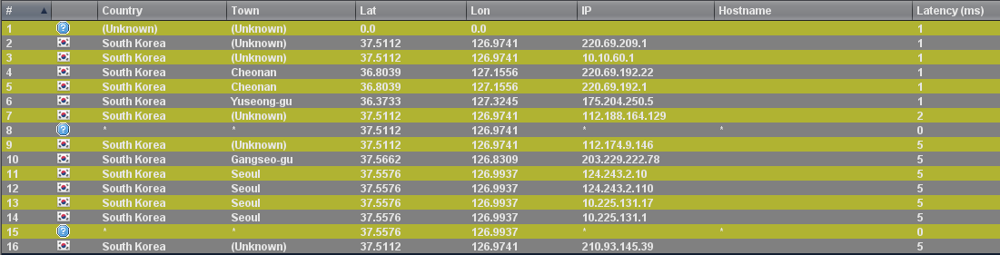 # Country Town Lat Lon IP Hostname Latency (ms)
1 (Unknown) (Unknown) 0.0 0.0 1
2 South Korea (Unknown) 37.5112 126.9741 220.69.209.1 1
3 South Korea (Unknown) 37.5112 126.9741 10.10.60.1 1
4 South Korea Cheonan 36.8039 127.1556 220.69.192.22 1
5 South Korea Cheonan 36.8039 127.1556 220.69.192.1 1
6 South Korea Yuseong-gu 36.3733 127.3245 175.204.250.5 1
7 South Korea (Unknown) 37.5112 126.9741 112.188.164.129 2
8 * * 37.5112 126.9741 * * 0
9 South Korea (Unknown) 37.5112 126.9741 112.174.9.146 5
10 South Korea Gangseo-gu 37.5662 126.8309 203.229.222.78 5
11 South Korea Seoul 37.5576 126.9937 124.243.2.10 5
12 South Korea Seoul 37.5576 126.9937 124.243.2.110 5
13 South Korea Seoul 37.5576 126.9937 10.225.131.17 5
14 South Korea Seoul 37.5576 126.9937 10.225.131.1 5
15 * * 37.5576 126.9937 * * 0
16 South Korea (Unknown) 37.5112 126.9741 210.93.145.39 5